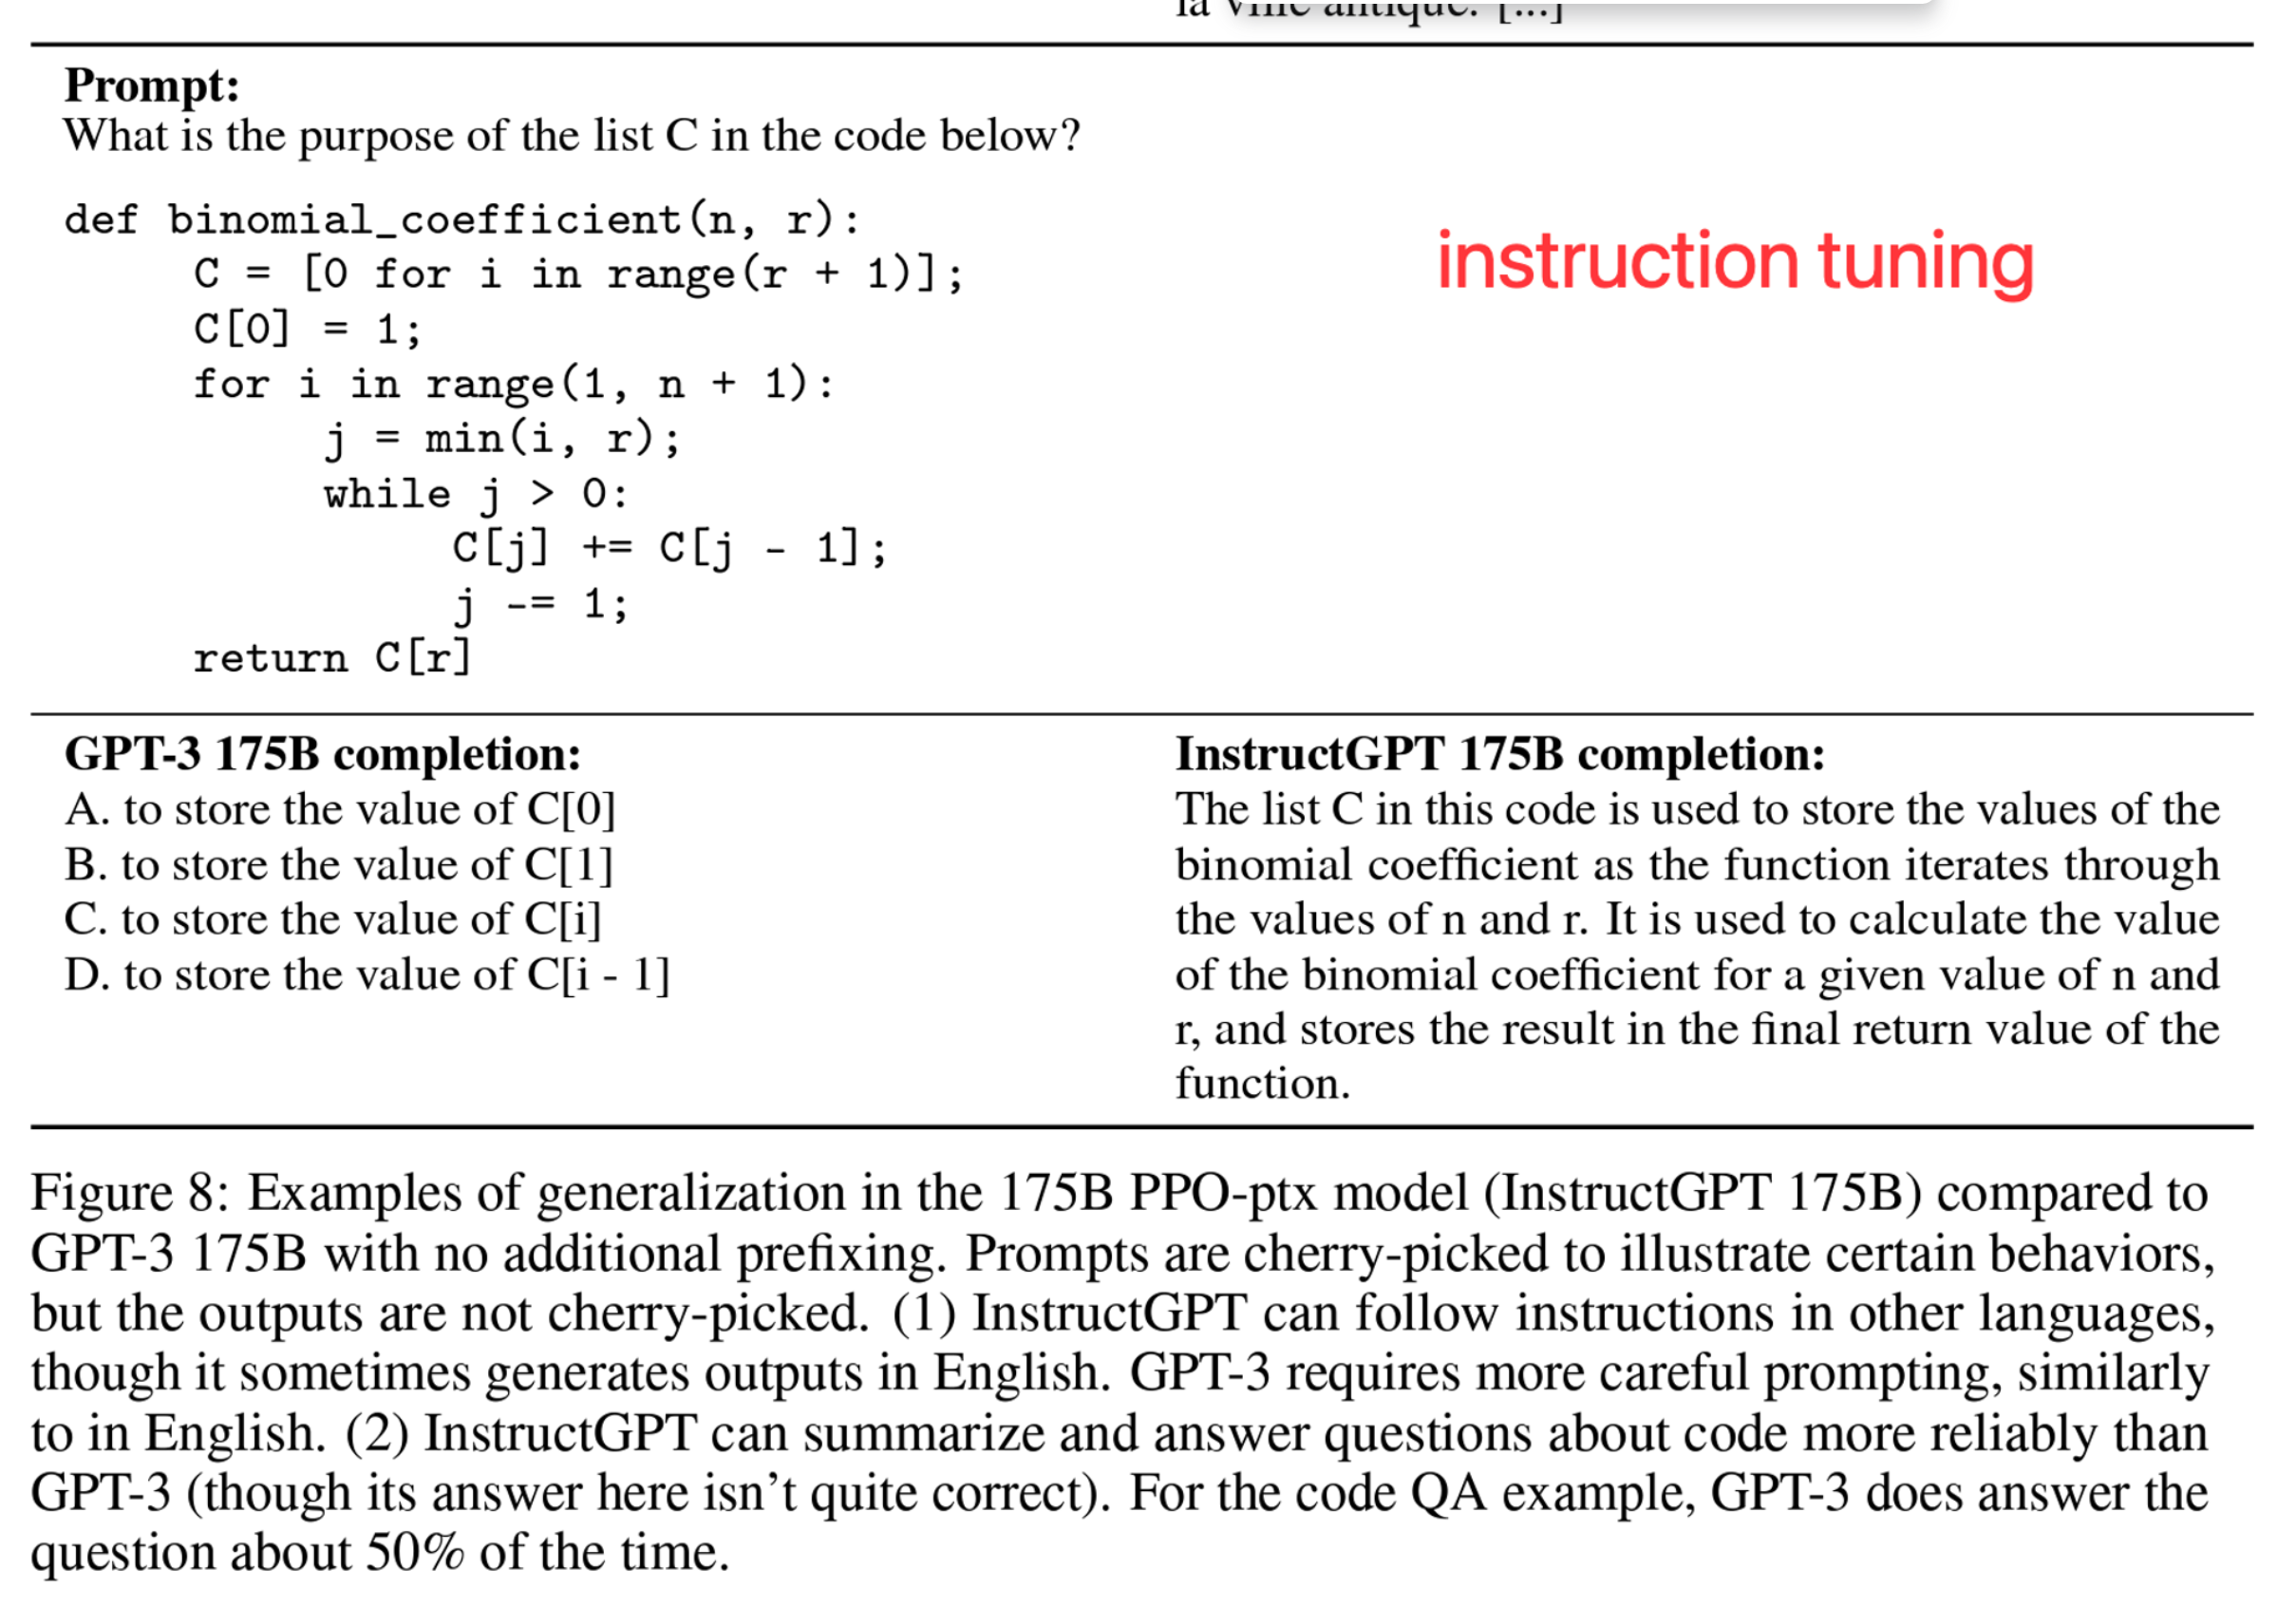 la ville antique. [...]
Prompt:
What is the purpose of the list C in the code below?
def binomial_coefficient(n, r):
C = [0 for i in range(r + 1)];
instruction tuning
C[0] = 1;
for i in range(1, n + 1):
j = min(i, r);
while j > 0:
C[j] += C[j - 1];
j -= 1;
return C[r]
GPT-3 175B completion:
A. to store the value of C[0]
B. to store the value of C[1]
C. to store the value of C[i]
D. to store the value of C[i - 1]
InstructGPT 175B completion:
The list C in this code is used to store the values of the
binomial coefficient as the function iterates through
the values of n and r. It is used to calculate the value
of the binomial coefficient for a given value of n and
r, and stores the result in the final return value of the
function.
Figure 8: Examples of generalization in the 175B PPO-ptx model (InstructGPT 175B) compared to
GPT-3 175B with no additional prefixing. Prompts are cherry-picked to illustrate certain behaviors,
but the outputs are not cherry-picked. (1) InstructGPT can follow instructions in other languages,
though it sometimes generates outputs in English. GPT-3 requires more careful prompting, similarly
to in English. (2) InstructGPT can summarize and answer questions about code more reliably than
GPT-3 (though its answer here isn't quite correct). For the code QA example, GPT-3 does answer the
question about 50% of the time.